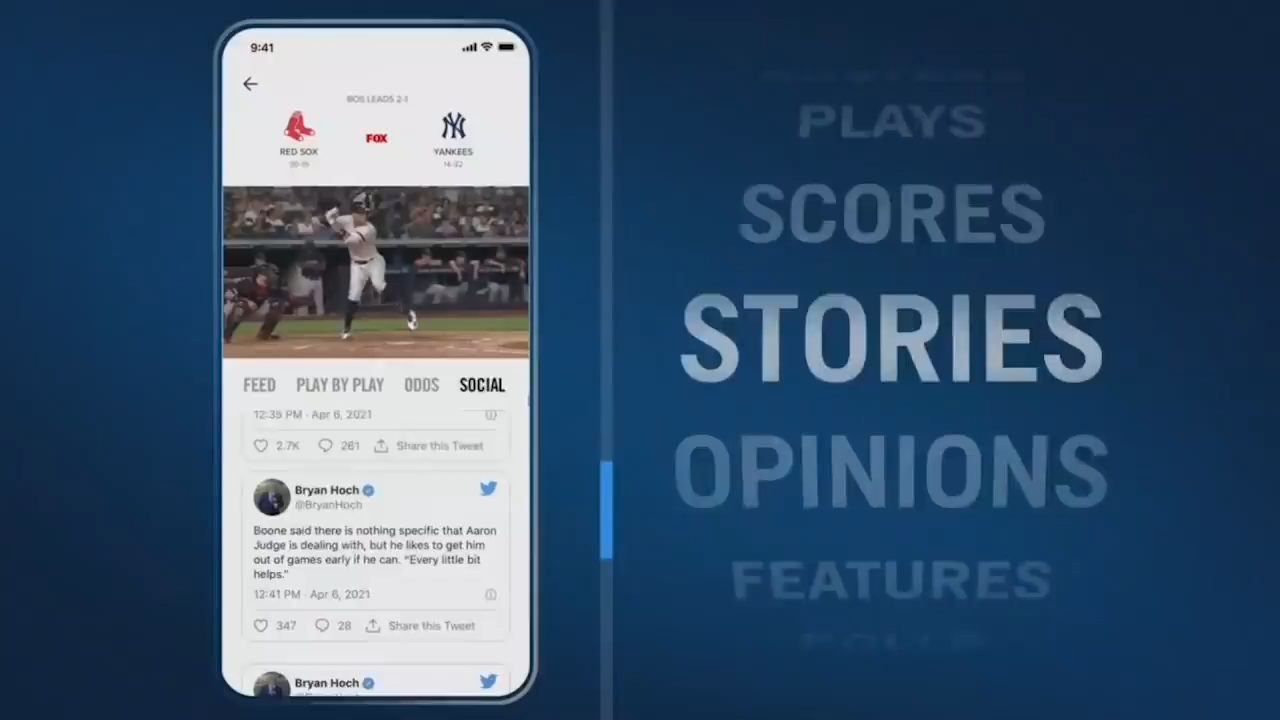 9:41
BOS LEADS 2-1
FOX
RED SOX
YANKEES
FEED PLAY BY PLAY ODDS SOCIAL
12:35 PM · Apr 6, 2021
2.7K 261 Share this Tweet
Bryan Hoch
@BryanHoch
Boone said there is nothing specific that Aaron
Judge is dealing with, but he likes to get him
out of games early if he can. “Every little bit
helps.”
12:41 PM · Apr 6, 2021
347 28 Share this Tweet
Bryan Hoch
PLAYS
SCORES
STORIES
OPINIONS
FEATURES